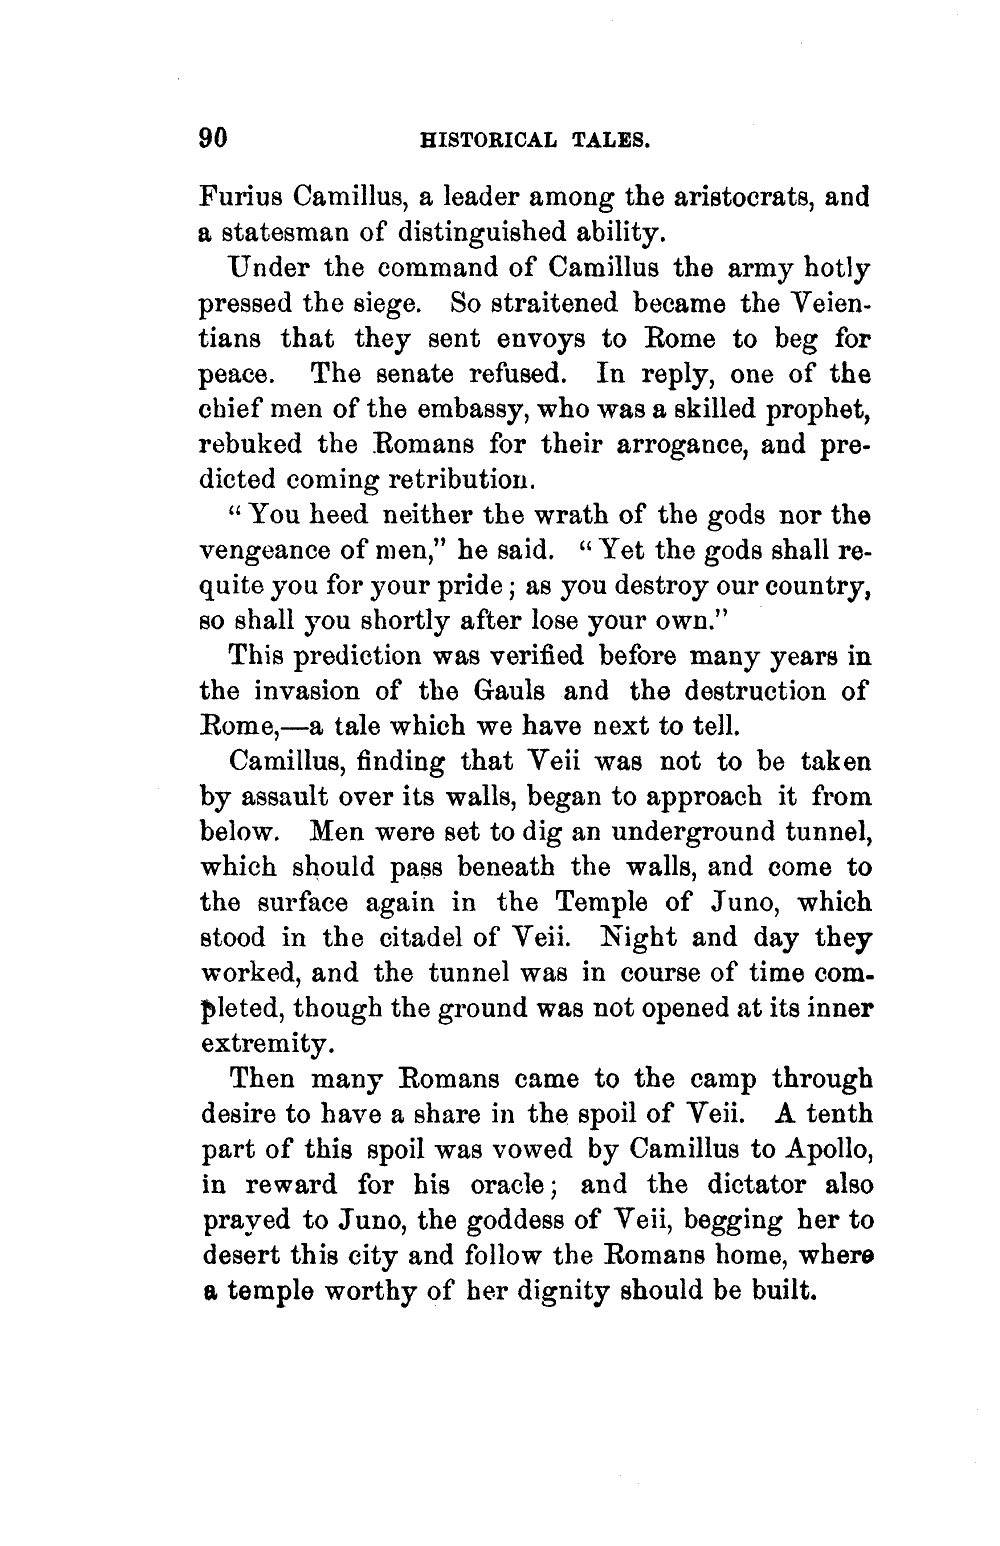 90 HISTORICAL TALES.
Furius Camillus, a leader among the aristocrats, and
a statesman of distinguished ability.
Under the command of Camillus the army hotly
pressed the siege. So straitened became the Veien-
tians that they sent envoys to Rome to beg for
peace. The senate refused. In reply, one of the
chief men of the embassy, who was a skilled prophet,
rebuked the Romans for their arrogance, and pre-
dicted coming retribution.
“You heed neither the wrath of the gods nor the
vengeance of men,” he said. “Yet the gods shall re-
quite you for your pride; as you destroy our country,
so shall you shortly after lose your own.”
This prediction was verified before many years in
the invasion of the Gauls and the destruction of
Rome,—a tale which we have next to tell.
Camillus, finding that Veii was not to be taken
by assault over its walls, began to approach it from
below. Men were set to dig an underground tunnel,
which should pass beneath the walls, and come to
the surface again in the Temple of Juno, which
stood in the citadel of Veii. Night and day they
worked, and the tunnel was in course of time com-
pleted, though the ground was not opened at its inner
extremity.
Then many Romans came to the camp through
desire to have a share in the spoil of Veii. A tenth
part of this spoil was vowed by Camillus to Apollo,
in reward for his oracle; and the dictator also
prayed to Juno, the goddess of Veii, begging her to
desert this city and follow the Romans home, where
a temple worthy of her dignity should be built.